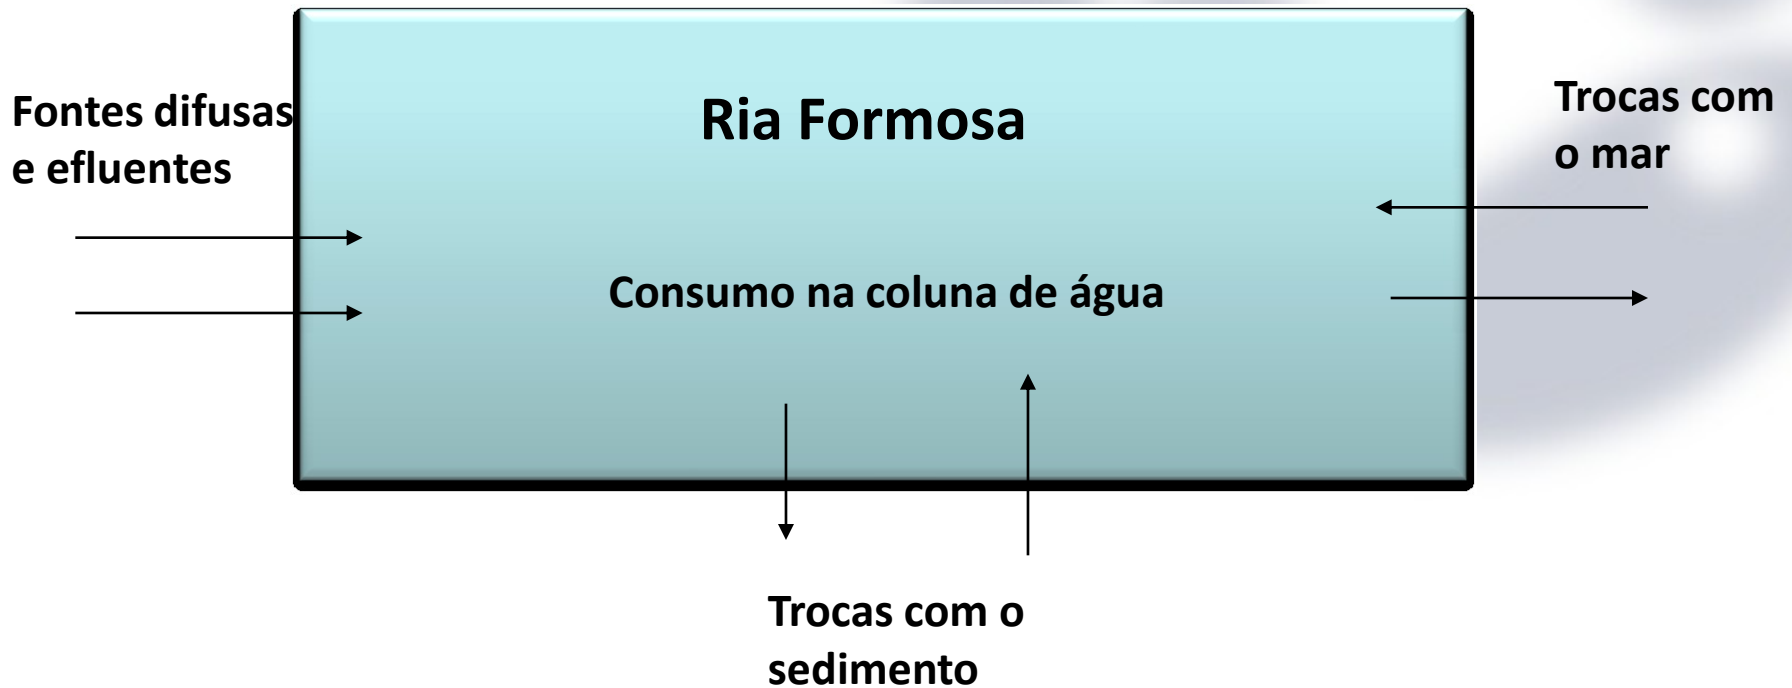 Fontes difusas
e efluentes
Ria Formosa
Trocas com
o mar
Consumo na coluna de água
Trocas com o
sedimento